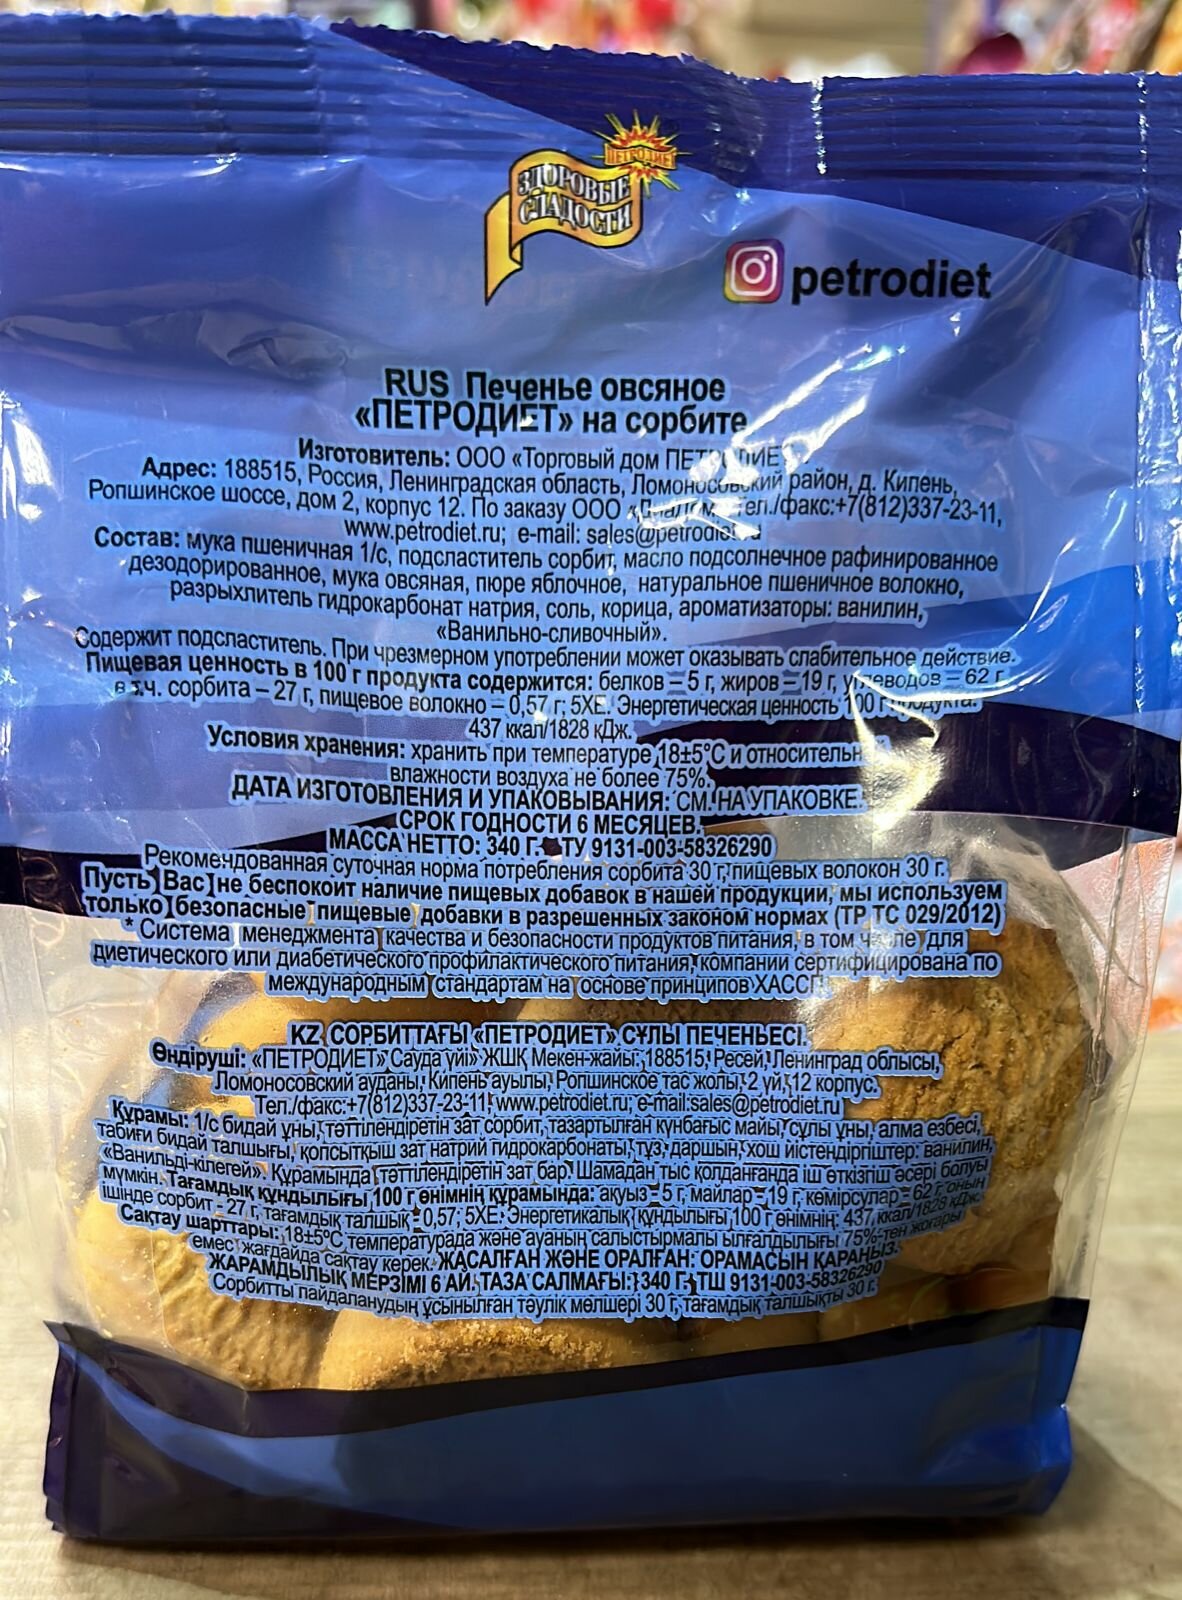 ПЕТРОДИЕТ
ЗДОРОВЫЕ
СЛАДОСТИ
petrodiet
RUS Печенье овсяное
«ПЕТРОДИЕТ» на сорбите
Изготовитель: ООО «Торговый дом ПЕТРОДИЕТ»
Адрес: 188515, Россия, Ленинградская область, Ломоносовский район, д. Кипень,
Ропшинское шоссе, дом 2, корпус 12. По заказу ООО Тел./факс:+7(812)337-23-11,
www.petrodiet.ru; e-mail: sales@petrodiet.ru
Состав: мука пшеничная 1/с, подсластитель сорбит, масло подсолнечное рафинированное
дезодорированное, мука овсяная, пюре яблочное, натуральное пшеничное волокно,
разрыхлитель гидрокарбонат натрия, соль, корица, ароматизаторы: ванилин,
«Ванильно-сливочный».
Содержит подсластитель. При чрезмерном употреблении может оказывать слабительное действие.
Пищевая ценность в 100 г продукта содержится: белков – 5 г, жиров – 19 г, углеводов – 62 г,
в т.ч. сорбита – 27 г, пищевое волокно – 0,57 г; 5ХЕ. Энергетическая ценность 100 г продукта:
437 ккал/1828 кДж.
Условия хранения: хранить при температуре 18±5°С и относительной
влажности воздуха не более 75%.
ДАТА ИЗГОТОВЛЕНИЯ И УПАКОВЫВАНИЯ: СМ. НА УПАКОВКЕ.
СРОК ГОДНОСТИ 6 МЕСЯЦЕВ.
МАССА НЕТТО: 340 Г. ТУ 9131-003-58326290
Рекомендованная суточная норма потребления сорбита 30 г, пищевых волокон 30 г.
Пусть Вас не беспокоит наличие пищевых добавок в нашей продукции, мы используем
только безопасные пищевые добавки в разрешенных законом нормах (ТР ТС 029/2012)
* Система менеджмента качества и безопасности продуктов питания, в том числе для
диетического или диабетического профилактического питания, компании сертифицирована по
международным стандартам на основе принципов ХАССП.
KZ СОРБИТТАҒЫ «ПЕТРОДИЕТ» СҰЛЫ ПЕЧЕНЬЕСІ.
Өндіруші: «ПЕТРОДИЕТ» Сауда үйі» ЖШҚ Мекен-жайы: 188515, Ресей, Ленинград облысы,
Ломоносовский ауданы, Кипень ауылы, Ропшинское тас жолы, 2 үй, 12 корпус.
Тел./факс:+7(812)337-23-11, www.petrodiet.ru; e-mail:sales@petrodiet.ru
Құрамы: 1/с бидай ұны, тәттілендіретін зат сорбит, тазартылған күнбағыс майы, сұлы ұны, алма езбесі,
табиғи бидай талшығы, қопсытқыш зат натрий гидрокарбонаты, тұз, даршын, хош иістендіргіштер: ванилин,
«Ванильді-кілегей». Құрамында тәттілендіретін зат бар. Шамадан тыс қолданғанда іш өткізгіш әсері болуы
мүмкін. Тағамдық құндылығы 100 г өнімнің құрамында: ақуыз – 5 г, майлар – 19 г, көмірсулар – 62 г, оның
ішінде сорбит – 27 г, тағамдық талшық – 0,57; 5ХЕ. Энергетикалық құндылығы 100 г өнімнің: 437 ккал/1828 кДж.
Сақтау шарттары: 18±5°С температурада және ауаның салыстырмалы ылғалдылығы 75%-тен жоғары
емес жағдайда сақтау керек. ЖАСАЛҒАН ЖӘНЕ ОРАЛҒАН: ОРАМАСЫН ҚАРАҢЫЗ.
ЖАРАМДЫЛЫҚ МЕРЗІМІ 6 АЙ. ТАЗА САЛМАҒЫ: 340 Г. ТШ 9131-003-58326290
Сорбитты пайдаланудың ұсынылған тәулік мөлшері 30 г, тағамдық талшықты 30 г.